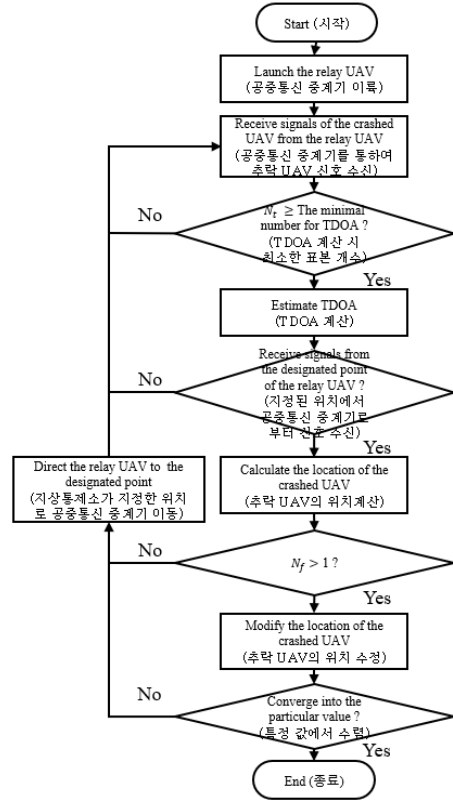 Start (시작)
Launch the relay UAV
(공중통신 중계기 이륙)
Receive signals of the crashed
UAV from the relay UAV
(공중통신 중계기를 통하여
추락 UAV 신호 수신)
No
N_t ≥ The minimal
number for TDOA ?
(TDOA 계산 시
최소한 표본 개수)
Yes
Estimate TDOA
(TDOA 계산)
Receive signals from
the designated point
of the relay UAV ?
(지정된 위치에서
공중통신 중계기로
부터 신호 수신)
No
Yes
Direct the relay UAV to the
designated point
(지상통제소가 지정한 위치
로 공중통신 중계기 이동)
Calculate the location of the
crashed UAV
(추락 UAV의 위치계산)
No
N_f > 1 ?
Yes
Modify the location of the
crashed UAV
(추락 UAV의 위치 수정)
No
Converge into the
particular value ?
(특정 값에서 수렴)
Yes
End (종료)